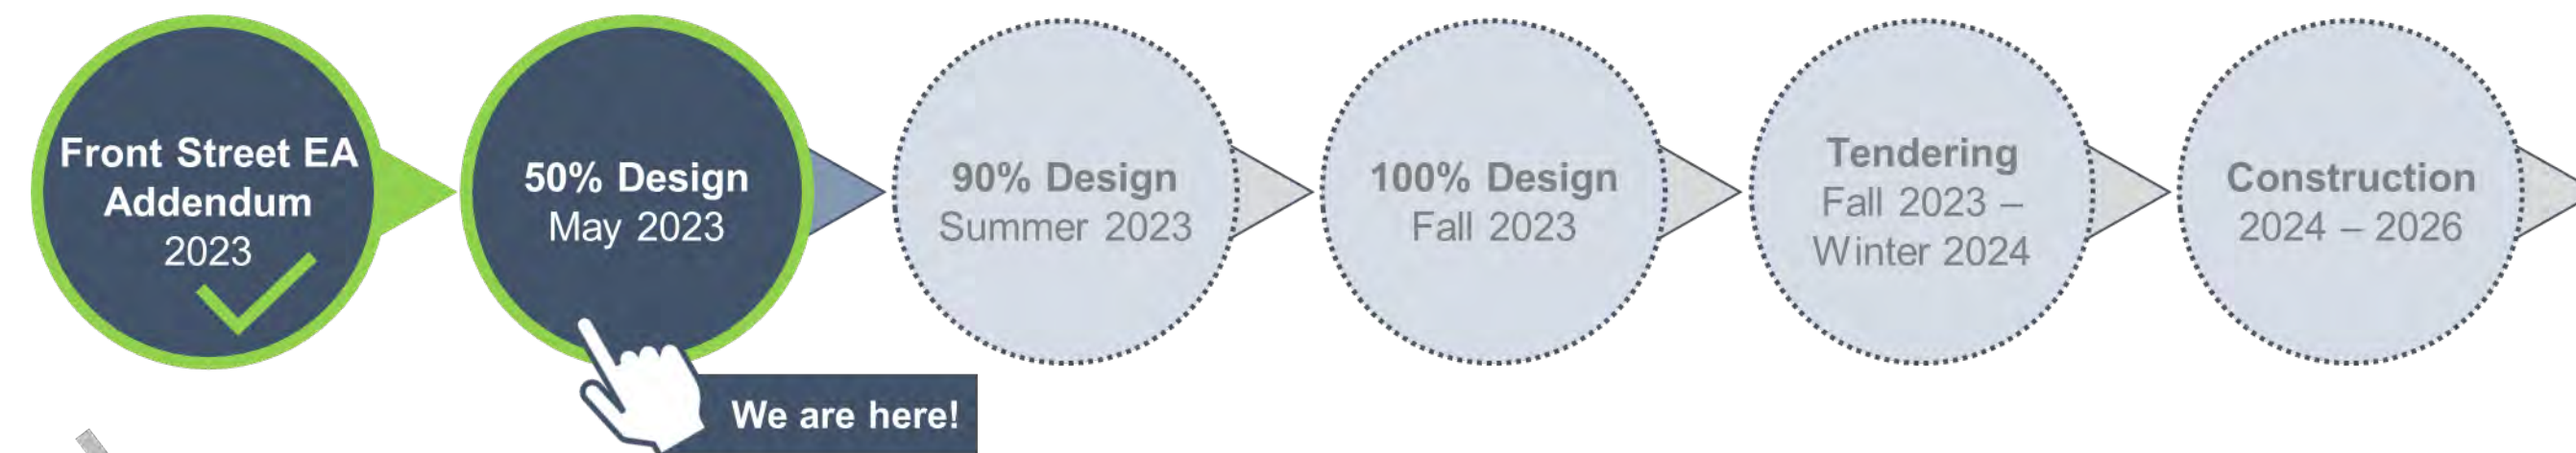 Front Street EA
Addendum
2023
50% Design
May 2023
90% Design
Summer 2023
100% Design
Fall 2023
Tendering
Fall 2023 –
Winter 2024
Construction
2024 – 2026
We are here!